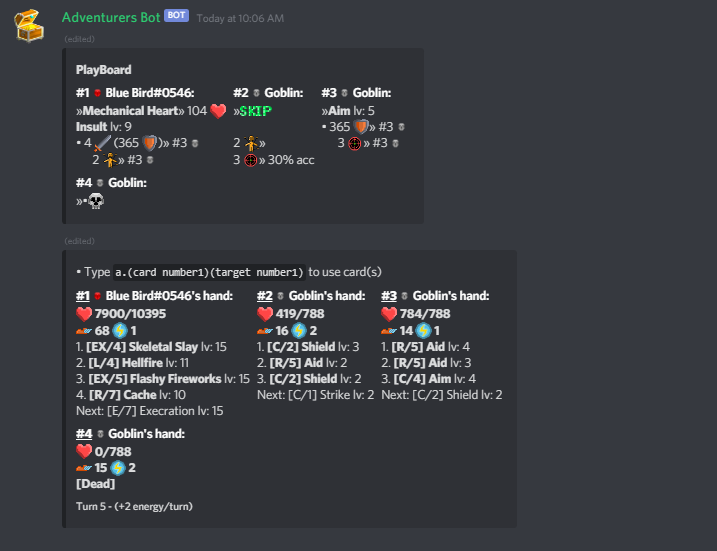 Adventurers Bot BOT Today at 10:06 AM
(edited)
PlayBoard
#1 Blue Bird#0546:
»Mechanical Heart» 104
Insult lv: 9
• 4 (365 )» #3
2 » #3
#2 Goblin:
»SKIP
2 »
3 » 30% acc
#3 Goblin:
»Aim lv: 5
• 365 » #3
3 » #3
#4 Goblin:
»•
(edited)
• Type a.(card number1)(target number1) to use card(s)
#1 Blue Bird#0546's hand:
7900/10395
68 1
1. [EX/4] Skeletal Slay lv: 15
2. [L/4] Hellfire lv: 11
3. [EX/5] Flashy Fireworks lv: 15
4. [R/7] Cache lv: 10
Next: [E/7] Execration lv: 15
#2 Goblin's hand:
419/788
16 2
1. [C/2] Shield lv: 3
2. [R/5] Aid lv: 2
3. [C/2] Shield lv: 2
Next: [C/1] Strike lv: 2
#3 Goblin's hand:
784/788
14 1
1. [R/5] Aid lv: 4
2. [R/5] Aid lv: 3
3. [C/4] Aim lv: 4
Next: [C/2] Shield lv: 2
#4 Goblin's hand:
0/788
15 2
[Dead]
Turn 5 - (+2 energy/turn)